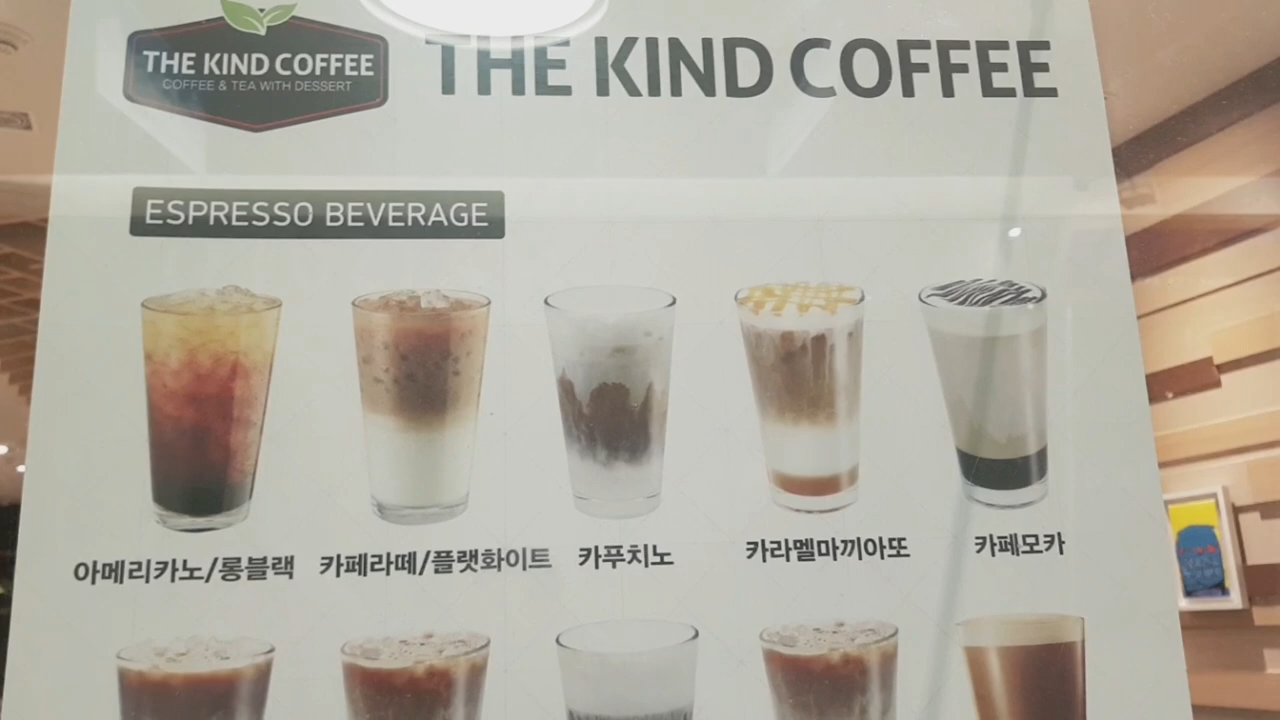 THE KIND COFFEE
COFFEE & TEA WITH DESSERT
THE KIND COFFEE
ESPRESSO BEVERAGE
아메리카노/롱블랙
카페라떼/플랫화이트
카푸치노
카라멜마끼아또
카페모카